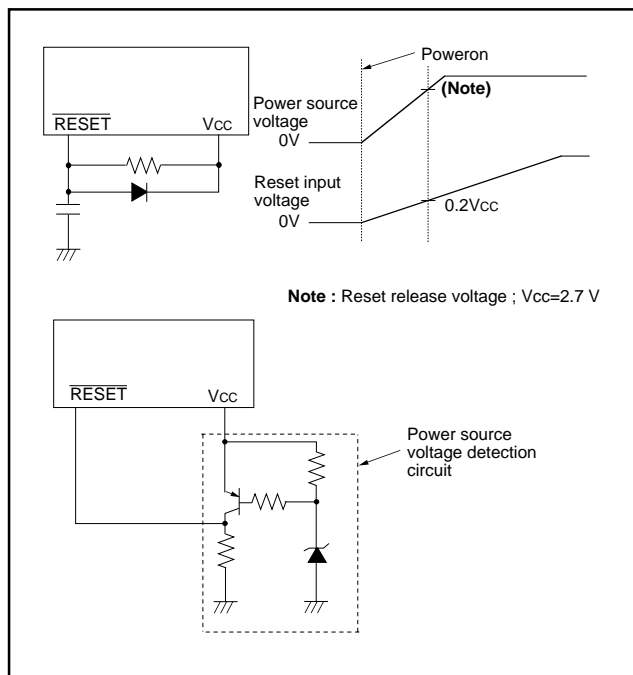 Poweron
(Note)
Power source
voltage
0V
RESET
VCC
Reset input
voltage
0V
0.2VCC
Note : Reset release voltage ; Vcc=2.7 V
RESET
VCC
Power source
voltage detection
circuit